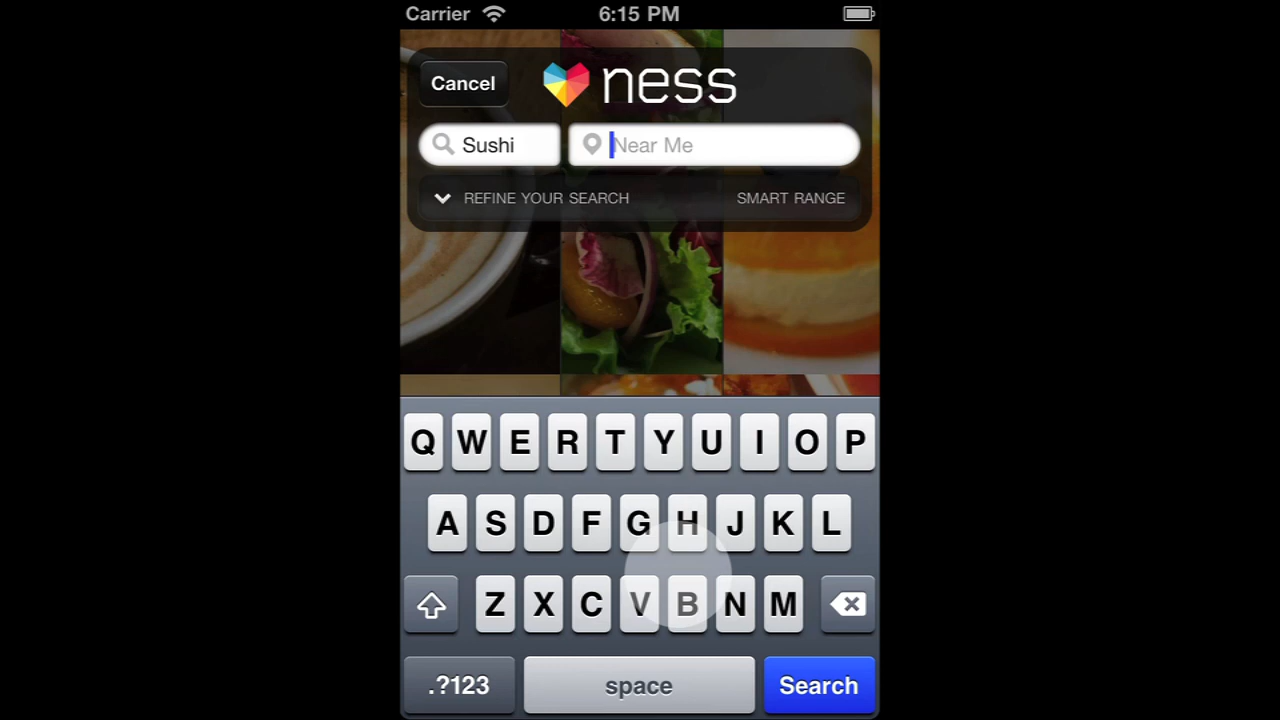 Carrier 6:15 PM
Cancel ness
Sushi Near Me
REFINE YOUR SEARCH SMART RANGE
Q W E R T Y U I O P
A S D F G H J K L
Z X C V B N M
.?123 space Search